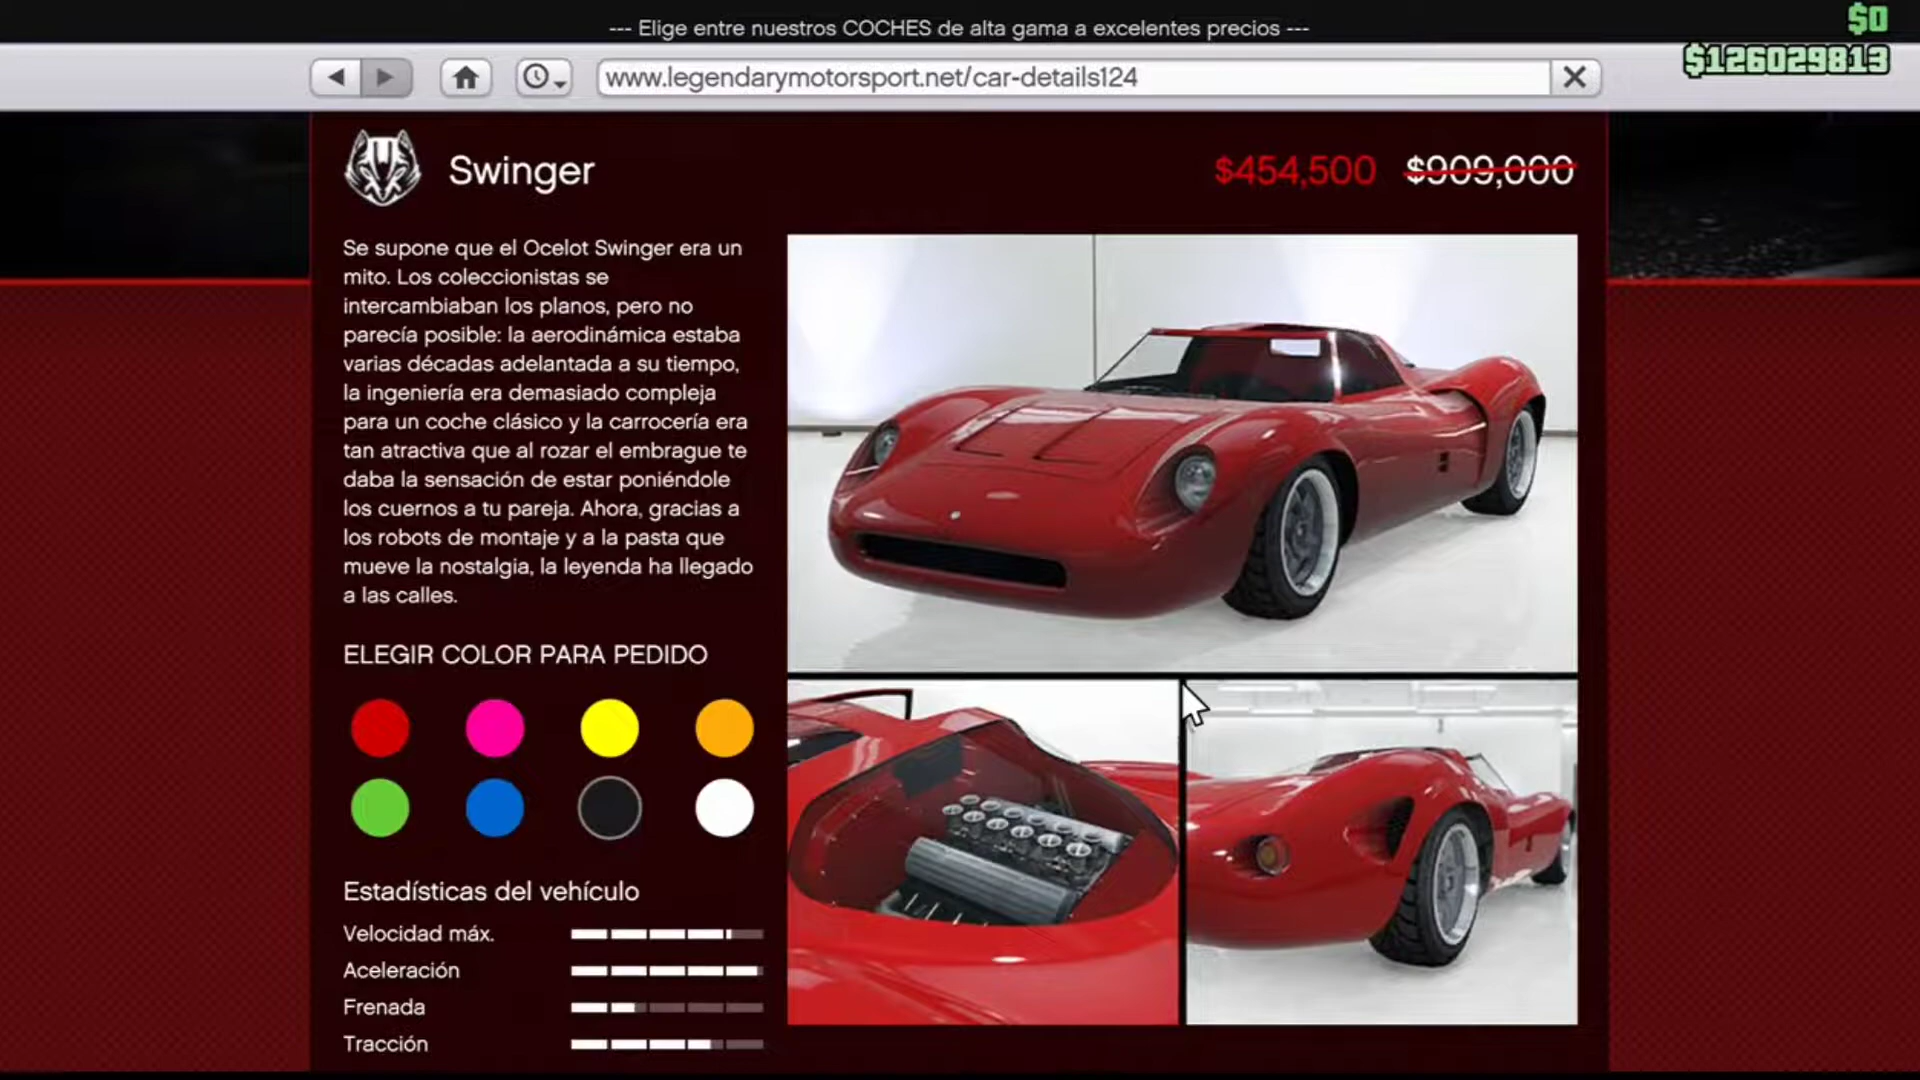 --- Elige entre nuestros COCHES de alta gama a excelentes precios ---
$0
$126029813
www.legendarymotorsport.net/car-details124
Swinger
$454,500 $909,000
Se supone que el Ocelot Swinger era un
mito. Los coleccionistas se
intercambiaban los planos, pero no
parecía posible: la aerodinámica estaba
varias décadas adelantada a su tiempo,
la ingeniería era demasiado compleja
para un coche clásico y la carrocería era
tan atractiva que al rozar el embrague te
daba la sensación de estar poniéndole
los cuernos a tu pareja. Ahora, gracias a
los robots de montaje y a la pasta que
mueve la nostalgia, la leyenda ha llegado
a las calles.
ELEGIR COLOR PARA PEDIDO
Estadísticas del vehículo
Velocidad máx.
Aceleración
Frenada
Tracción